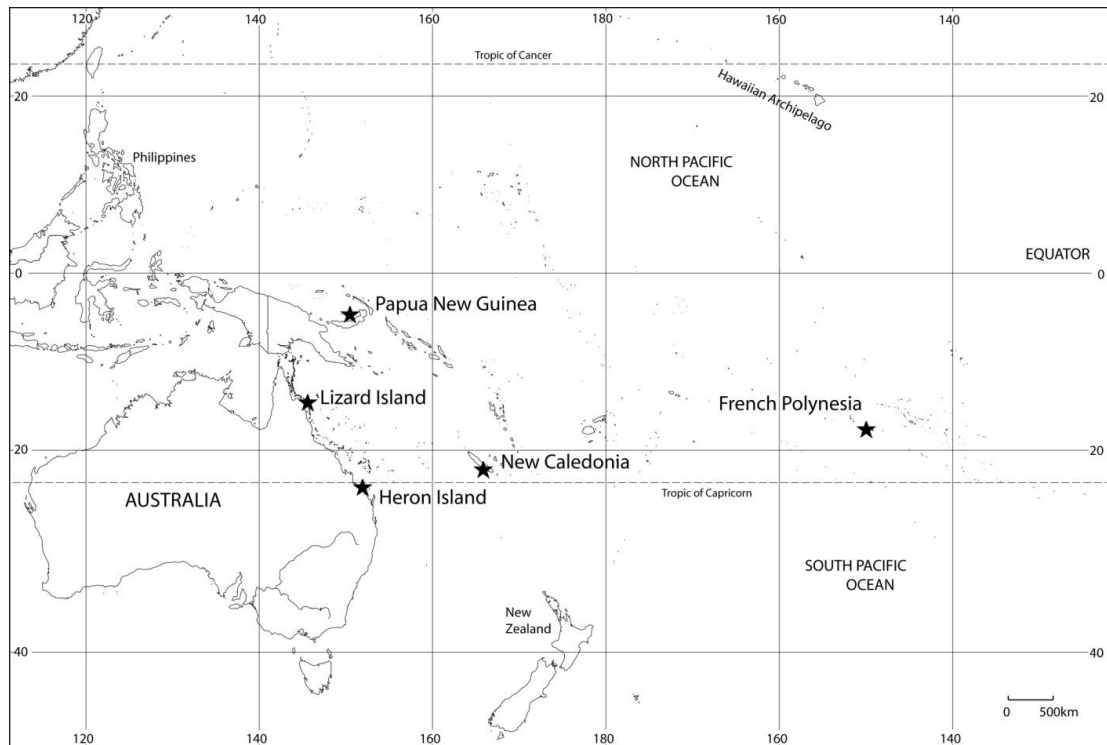 120 140 160 180 160 140
Tropic of Cancer
20 20
Hawaiian Archipelago
Philippines
NORTH PACIFIC
OCEAN
EQUATOR
0 0
Papua New Guinea
Lizard Island
French Polynesia
20 20
New Caledonia
Tropic of Capricorn
AUSTRALIA
Heron Island
SOUTH PACIFIC
OCEAN
New
Zealand
40 40
0 500km
120 140 160 180 160 140